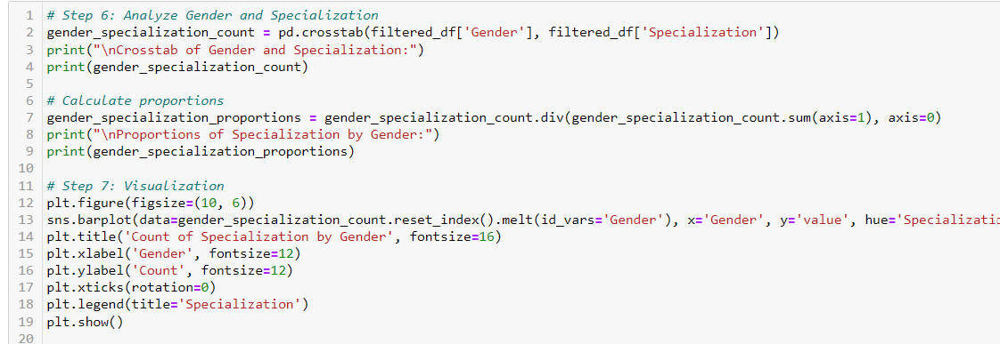 1 # Step 6: Analyze Gender and Specialization
2 gender_specialization_count = pd.crosstab(filtered_df['Gender'], filtered_df['Specialization'])
3 print("\nCrosstab of Gender and Specialization:")
4 print(gender_specialization_count)
5
6 # Calculate proportions
7 gender_specialization_proportions = gender_specialization_count.div(gender_specialization_count.sum(axis=1), axis=0)
8 print("\nProportions of Specialization by Gender:")
9 print(gender_specialization_proportions)
10
11 # Step 7: Visualization
12 plt.figure(figsize=(10, 6))
13 sns.barplot(data=gender_specialization_count.reset_index().melt(id_vars='Gender'), x='Gender', y='value', hue='Specializatio
14 plt.title('Count of Specialization by Gender', fontsize=16)
15 plt.xlabel('Gender', fontsize=12)
16 plt.ylabel('Count', fontsize=12)
17 plt.xticks(rotation=0)
18 plt.legend(title='Specialization')
19 plt.show()
20